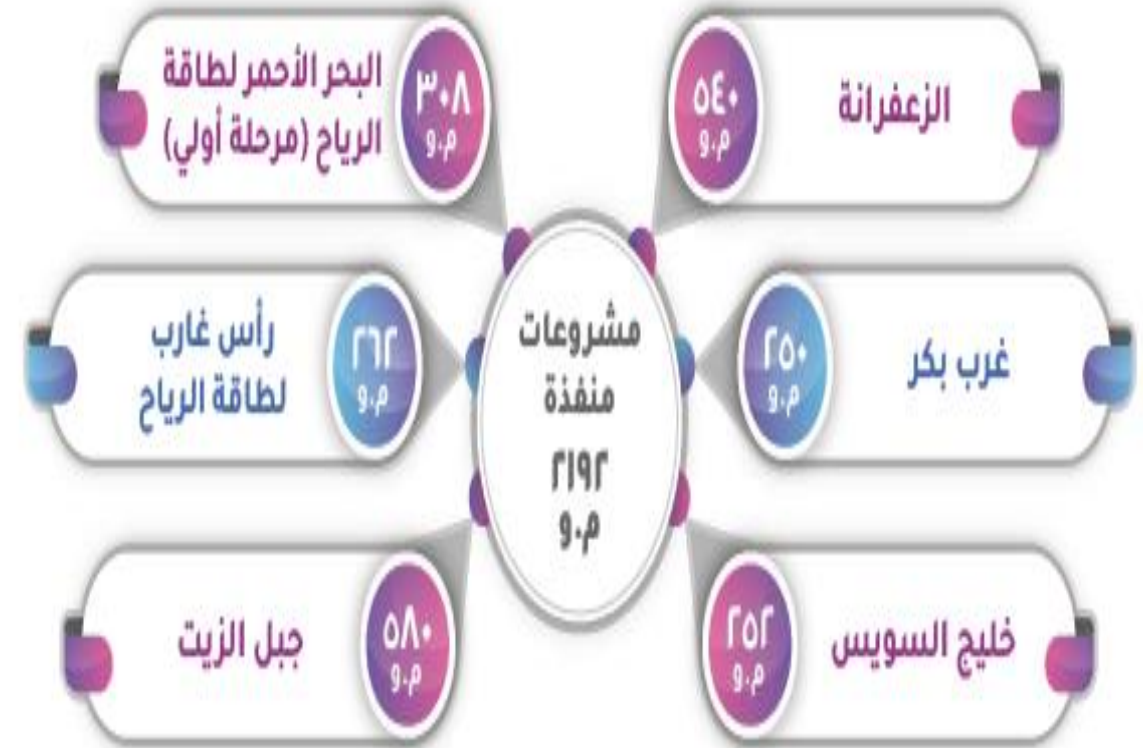 مشروعات
منفذة
٢١٩٢
م.و
الزعفرانة
٥٤٠
م.و
غرب بكر
٢٥٠
م.و
خليج السويس
٢٥٢
م.و
البحر الأحمر لطاقة
الرياح (مرحلة أولي)
٣٠٨
م.و
رأس غارب
لطاقة الرياح
٢٦٢
م.و
جبل الزيت
٥٨٠
م.و